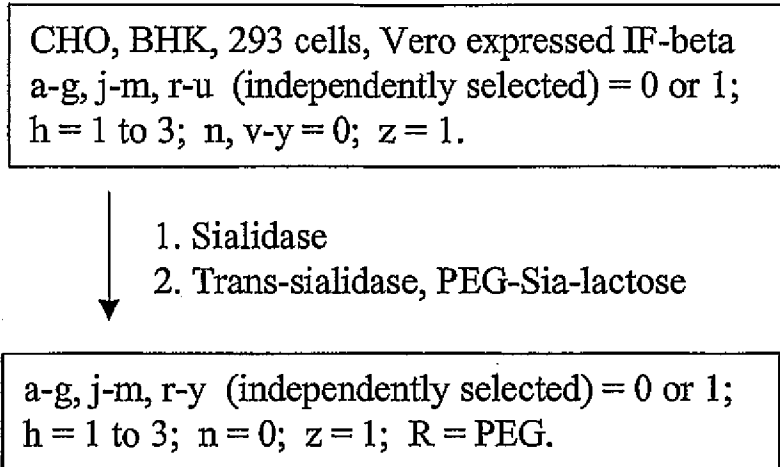 CHO, BHK, 293 cells, Vero expressed IF-beta
a-g, j-m, r-u (independently selected) = 0 or 1;
h = 1 to 3; n, v-y = 0; z = 1.
1. Sialidase
2. Trans-sialidase, PEG-Sia-lactose
a-g, j-m, r-y (independently selected) = 0 or 1;
h = 1 to 3; n = 0; z = 1; R = PEG.